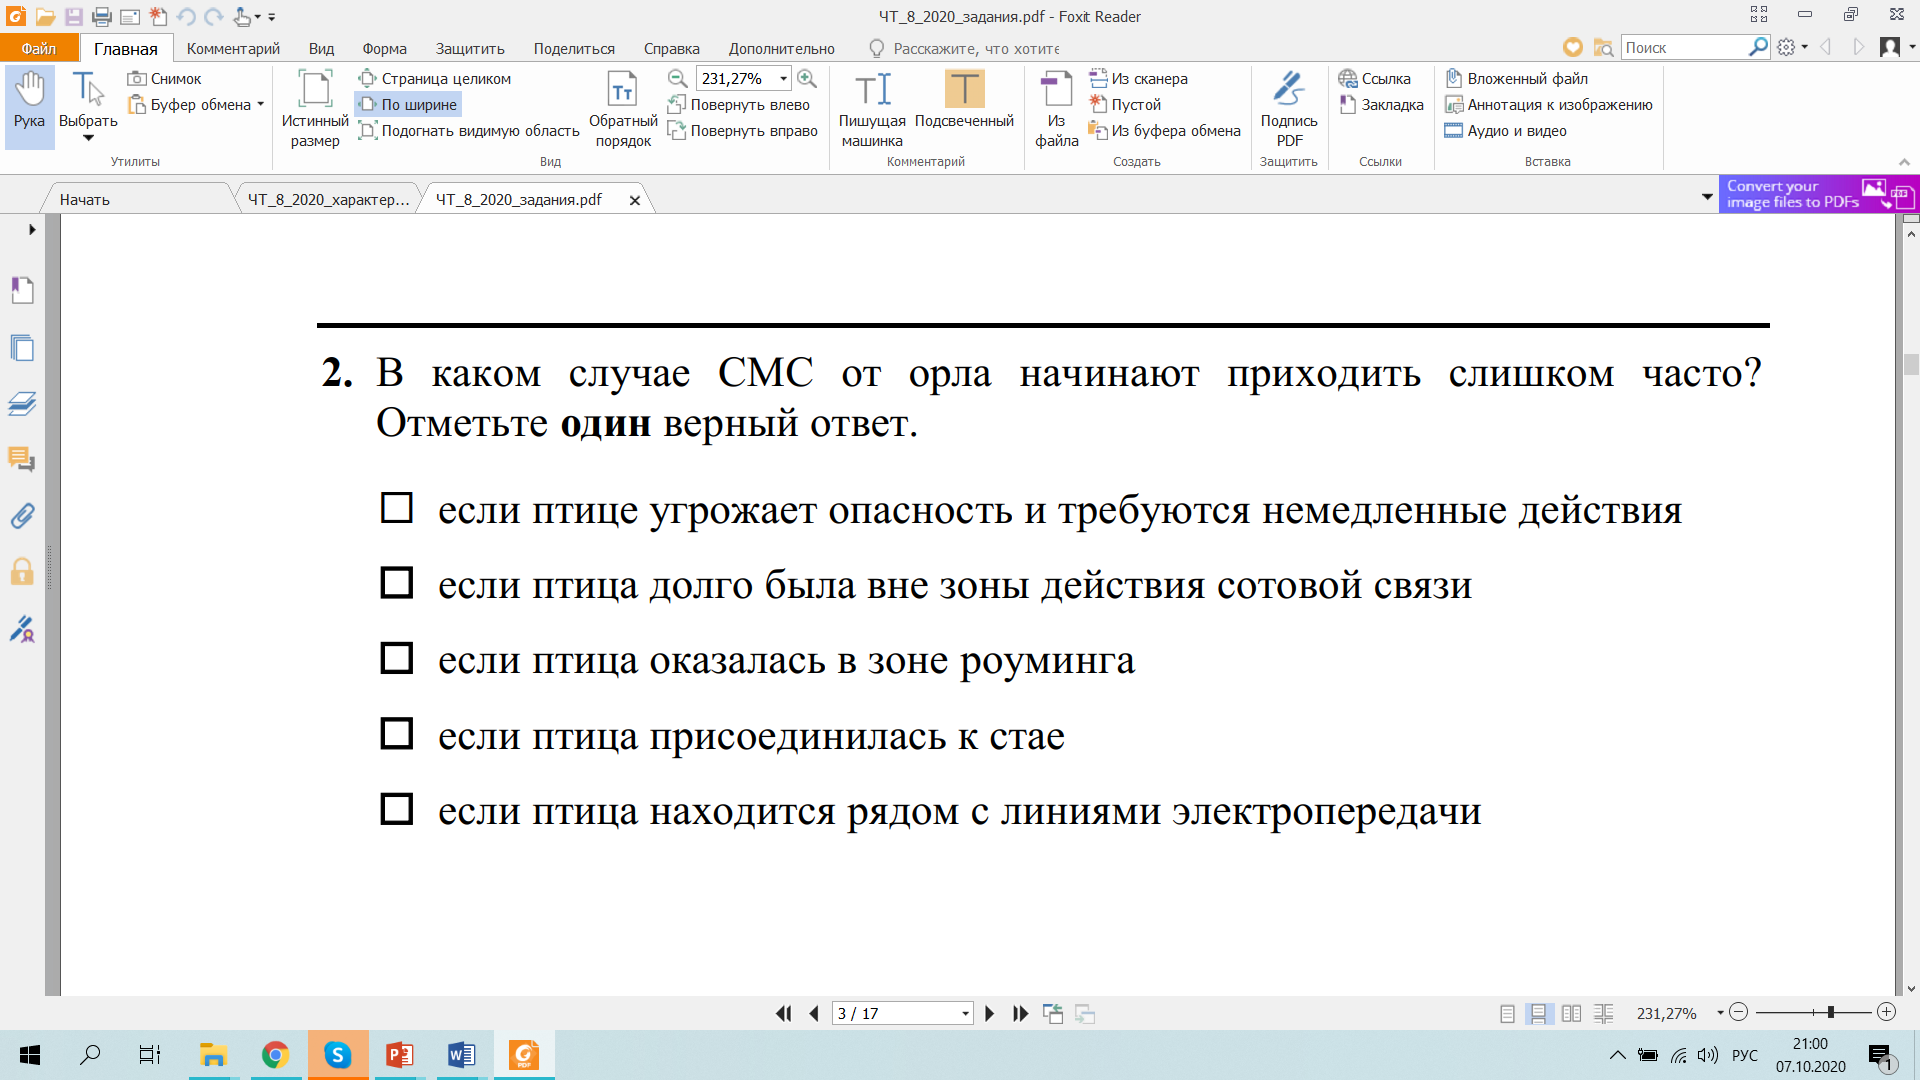 ЧТ_8_2020_задания.pdf - Foxit Reader
Файл Главная Комментарий Вид Форма Защитить Поделиться Справка Дополнительно Расскажите, что хотите Поиск
Рука
Выбрать
Снимок
Буфер обмена
Утилиты
Истинный
размер
Страница целиком
По ширине
Подогнать видимую область
Обратный
порядок
231,27%
Повернуть влево
Повернуть вправо
Вид
Пишущая
машинка
Подсвеченный
Комментарий
Из
файла
Из сканера
Пустой
Из буфера обмена
Создать
Подпись
PDF
Защитить
Ссылка
Закладка
Ссылки
Вложенный файл
Аннотация к изображению
Аудио и видео
Вставка
Начать ЧТ_8_2020_характер... ЧТ_8_2020_задания.pdf
Convert your
image files to PDFs
2. В каком случае СМС от орла начинают приходить слишком часто?
Отметьте один верный ответ.
если птице угрожает опасность и требуются немедленные действия
если птица долго была вне зоны действия сотовой связи
если птица оказалась в зоне роуминга
если птица присоединилась к стае
если птица находится рядом с линиями электропередачи
3 / 17 231,27%
РУС
21:00
07.10.2020
1